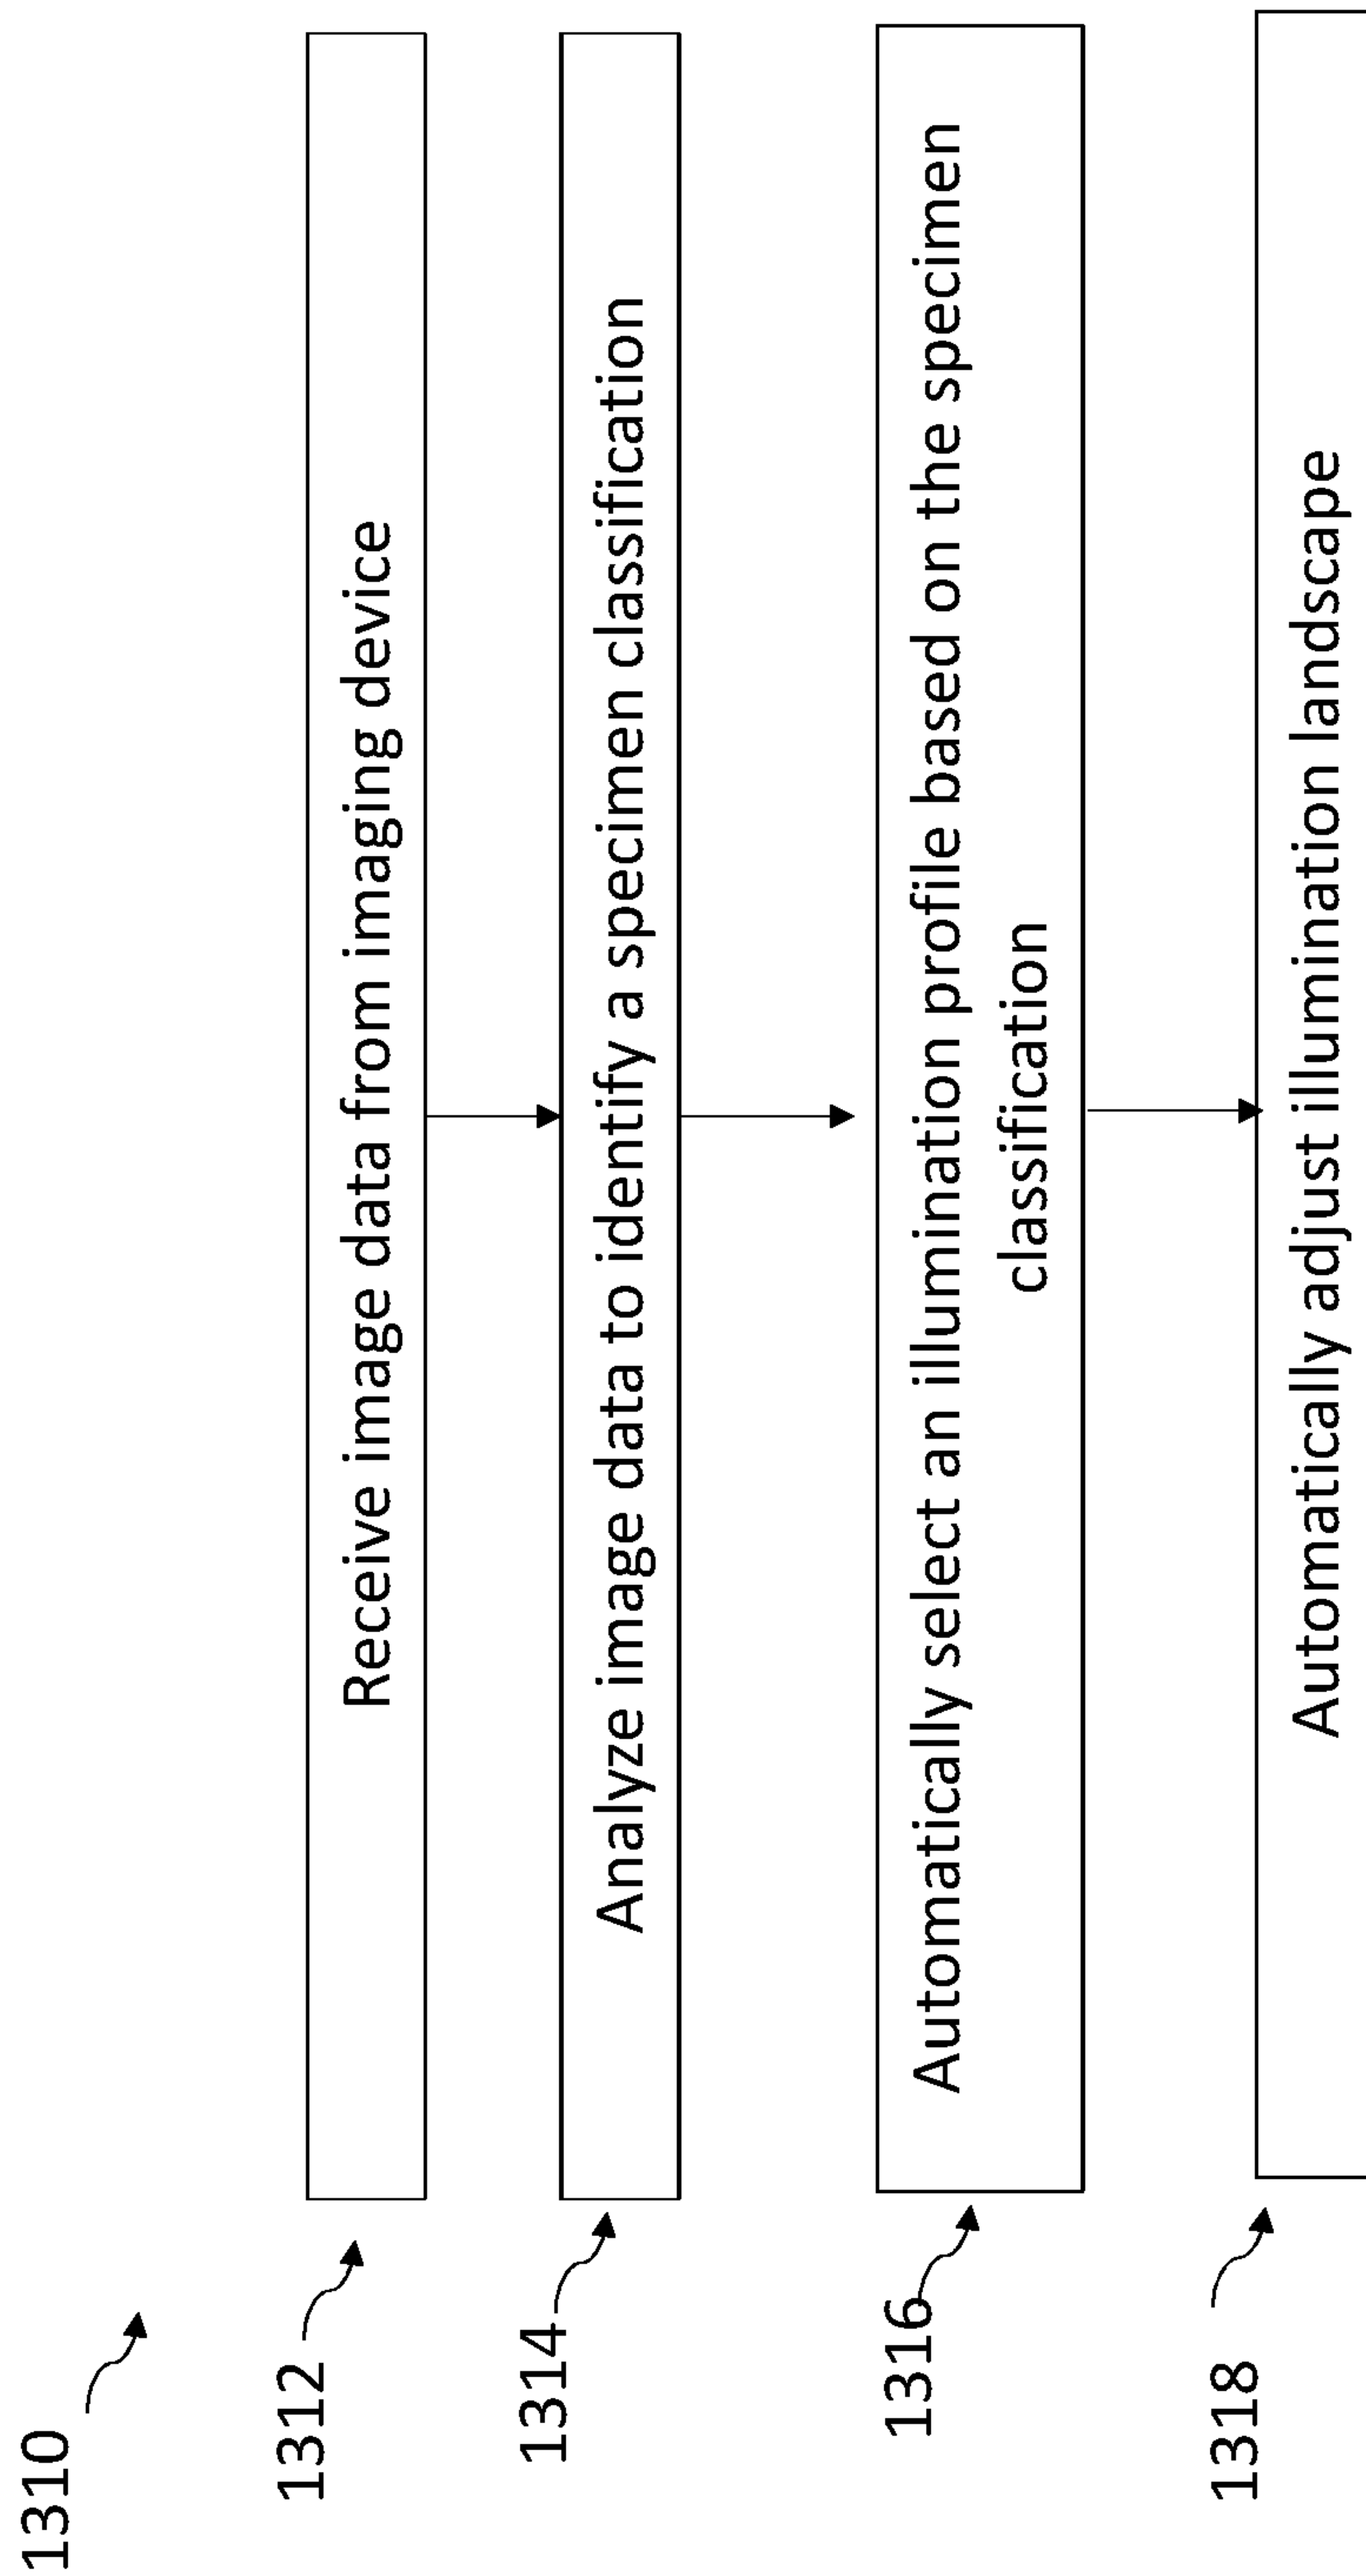 1310
1312
Receive image data from imaging device
1314
Analyze image data to identify a specimen classification
1316
Automatically select an illumination profile based on the specimen
classification
1318
Automatically adjust illumination landscape